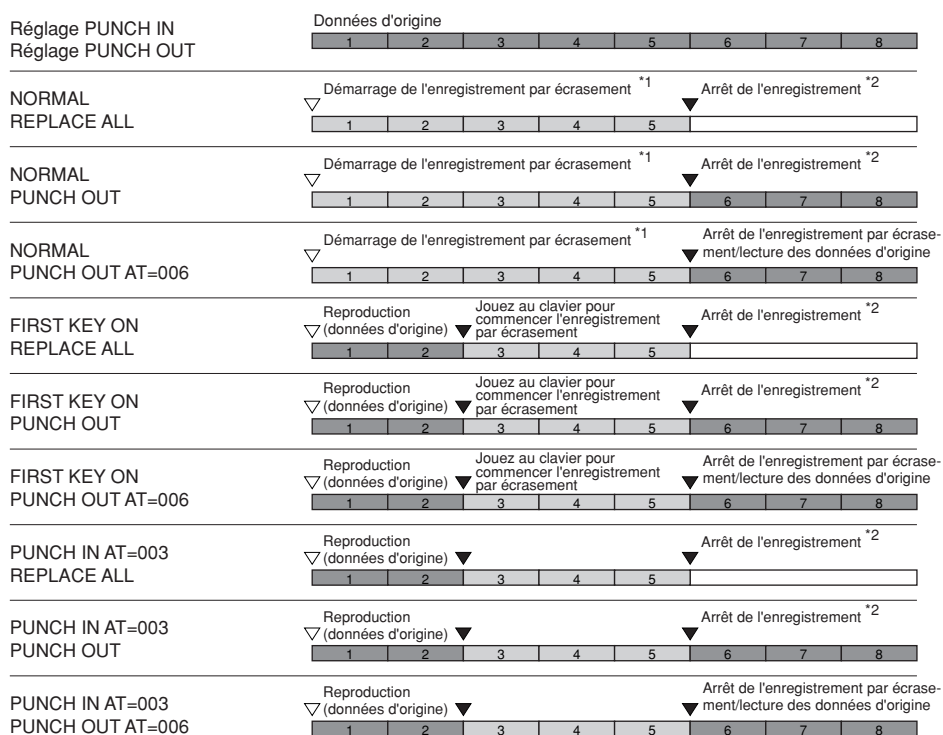 Réglage PUNCH IN
Réglage PUNCH OUT
Données d'origine
1 2 3 4 5 6 7 8
NORMAL
REPLACE ALL
Démarrage de l'enregistrement par écrasement *1
Arrêt de l'enregistrement *2
1 2 3 4 5
NORMAL
PUNCH OUT
Démarrage de l'enregistrement par écrasement *1
Arrêt de l'enregistrement *2
1 2 3 4 5 6 7 8
NORMAL
PUNCH OUT AT=006
Démarrage de l'enregistrement par écrasement *1
Arrêt de l'enregistrement par écrase-
ment/lecture des données d'origine
1 2 3 4 5 6 7 8
FIRST KEY ON
REPLACE ALL
Reproduction
(données d'origine)
Jouez au clavier pour
commencer l'enregistrement
par écrasement
Arrêt de l'enregistrement *2
1 2 3 4 5
FIRST KEY ON
PUNCH OUT
Reproduction
(données d'origine)
Jouez au clavier pour
commencer l'enregistrement
par écrasement
Arrêt de l'enregistrement *2
1 2 3 4 5 6 7 8
FIRST KEY ON
PUNCH OUT AT=006
Reproduction
(données d'origine)
Jouez au clavier pour
commencer l'enregistrement
par écrasement
Arrêt de l'enregistrement par écrase-
ment/lecture des données d'origine
1 2 3 4 5 6 7 8
PUNCH IN AT=003
REPLACE ALL
Reproduction
(données d'origine)
Arrêt de l'enregistrement *2
1 2 3 4 5
PUNCH IN AT=003
PUNCH OUT
Reproduction
(données d'origine)
Arrêt de l'enregistrement *2
1 2 3 4 5 6 7 8
PUNCH IN AT=003
PUNCH OUT AT=006
Reproduction
(données d'origine)
Arrêt de l'enregistrement par écrase-
ment/lecture des données d'origine
1 2 3 4 5 6 7 8